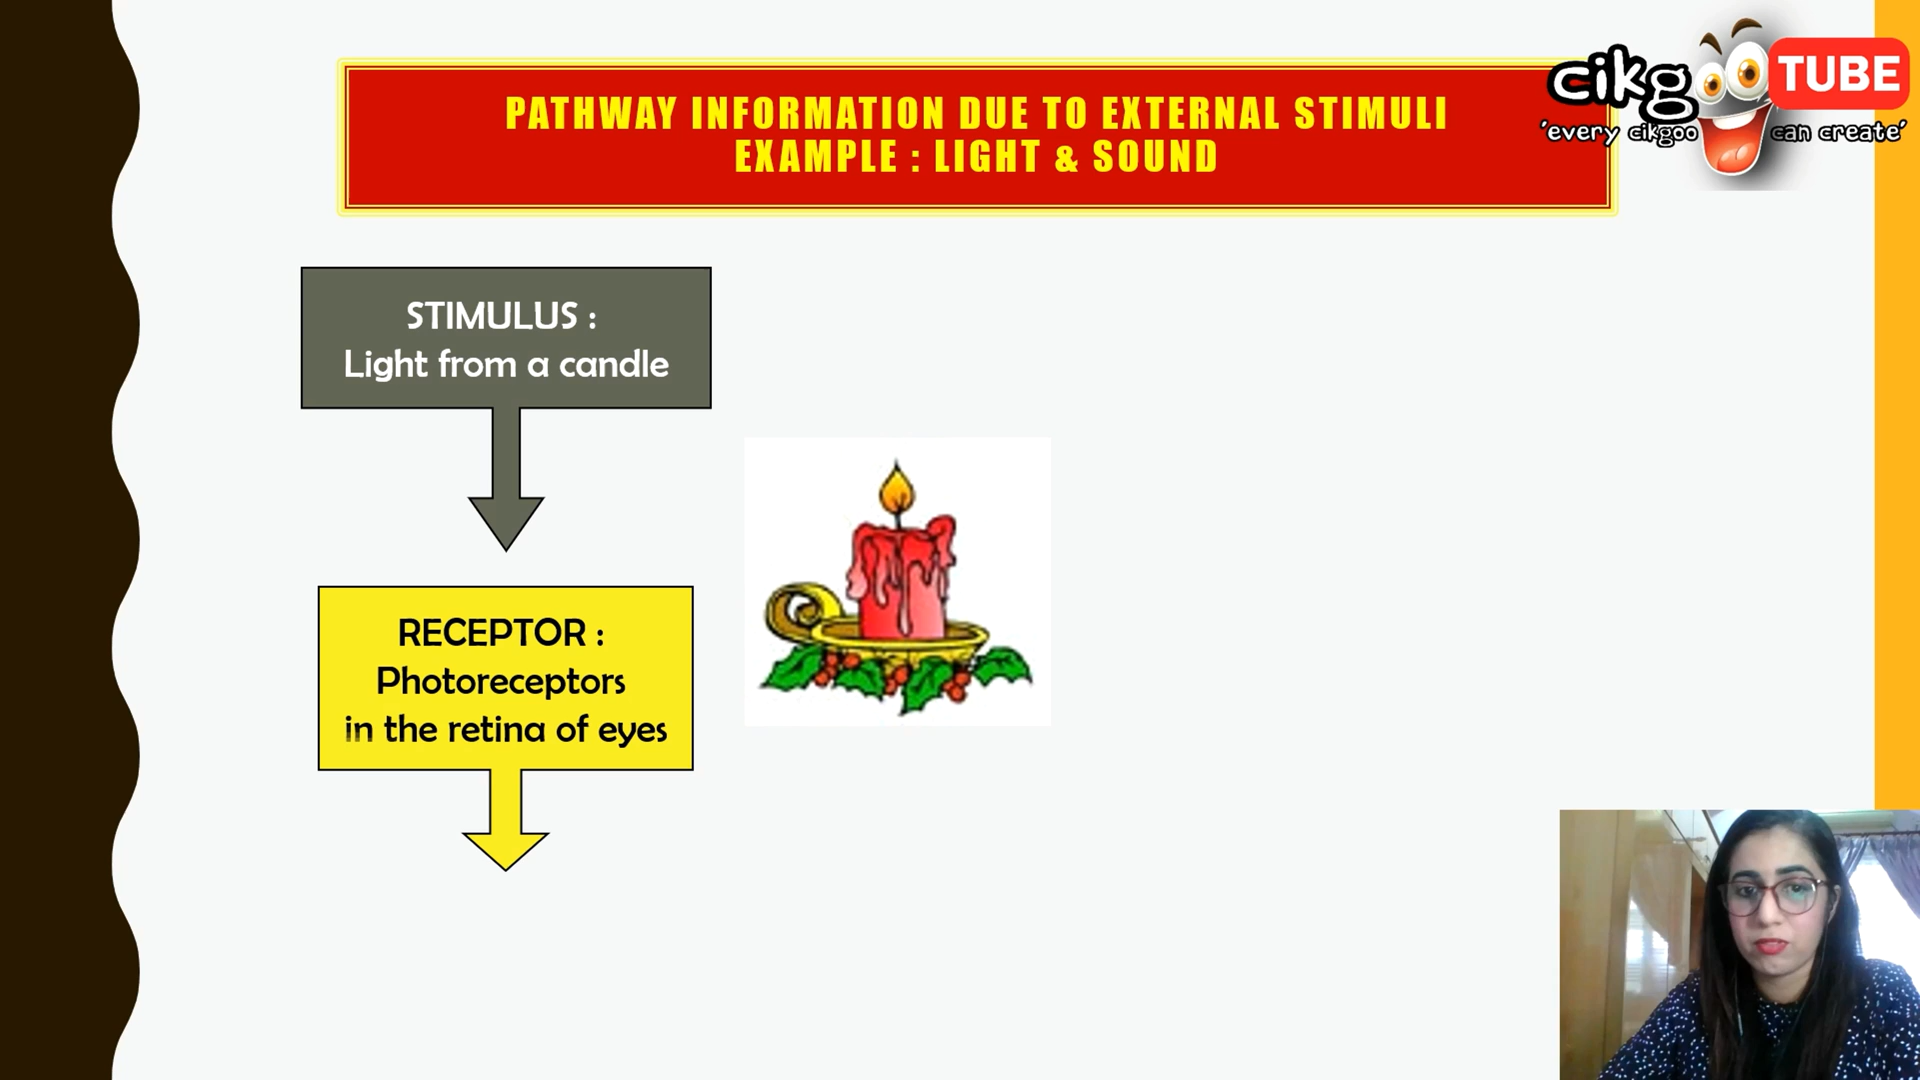 PATHWAY INFORMATION DUE TO EXTERNAL STIMULI
EXAMPLE : LIGHT & SOUND
cikgoo TUBE
'every cikgoo can create'
STIMULUS :
Light from a candle
RECEPTOR :
Photoreceptors
in the retina of eyes